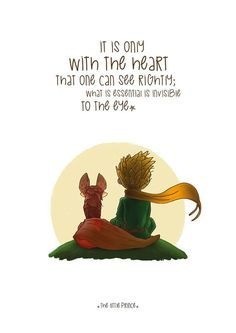 IT IS ONLY
WITH THE HEART
THAT ONE CAN SEE RIGHTLY;
WHAT IS ESSENTIAL IS INVISIBLE
TO THE EYE*
*The Little Prince*